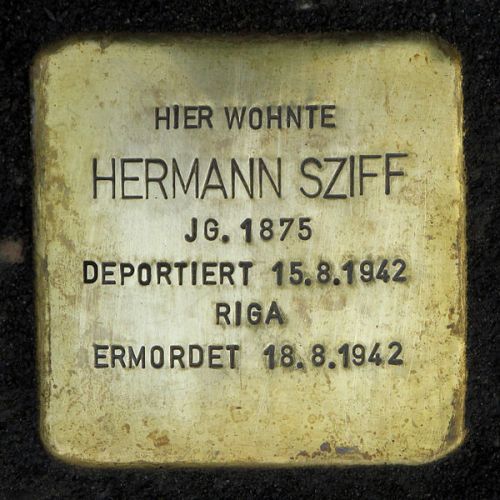 HIER WOHNTE
HERMANN SZIFF
JG. 1875
DEPORTIERT 15.8.1942
RIGA
ERMORDET 18.8.1942